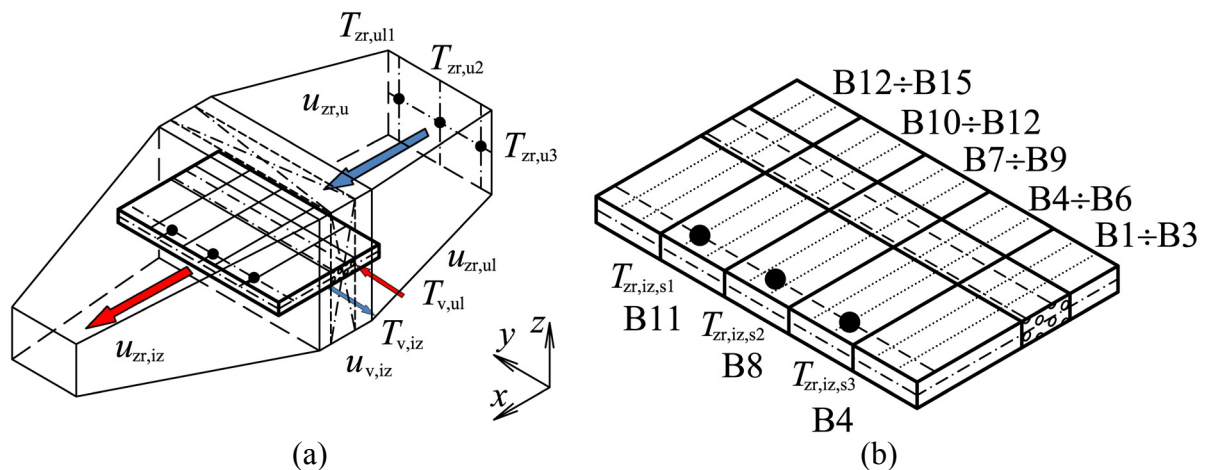 T_zr,ul1
T_zr,u2
u_zr,u
T_zr,u3
u_zr,ul
T_v,ul
T_v,iz
u_v,iz
u_zr,iz
z
y
x
(a)
B12÷B15
B10÷B12
B7÷B9
B4÷B6
B1÷B3
T_zr,iz,s1
B11
T_zr,iz,s2
B8
T_zr,iz,s3
B4
(b)